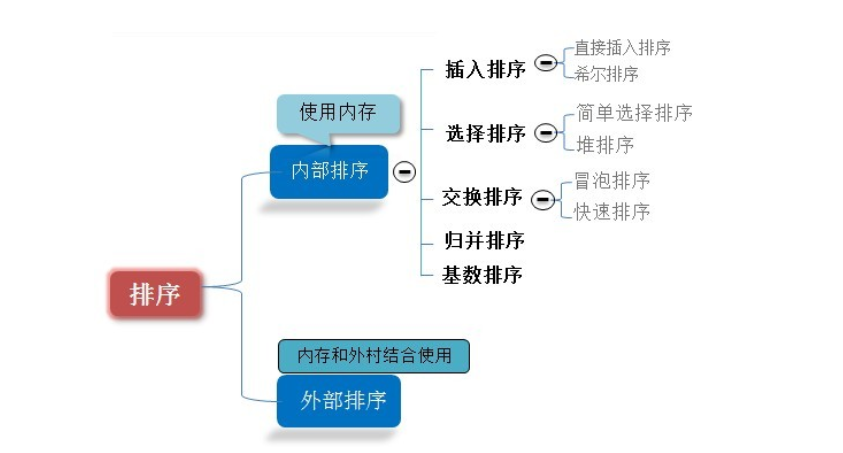 排序
使用内存
内部排序
插入排序
直接插入排序
希尔排序
选择排序
简单选择排序
堆排序
交换排序
冒泡排序
快速排序
归并排序
基数排序
内存和外村结合使用
外部排序